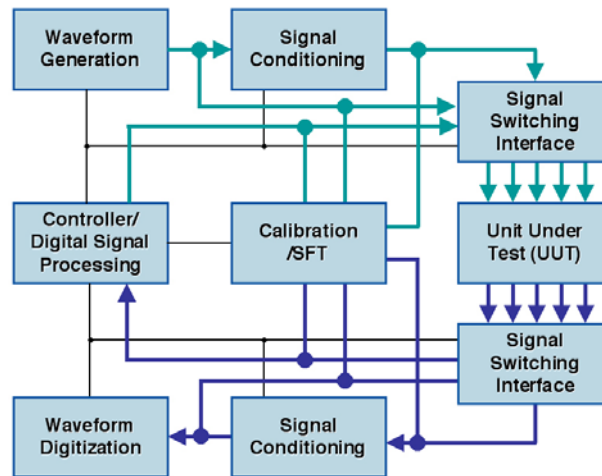 Waveform
Generation
Signal
Conditioning
Signal
Switching
Interface
Controller/
Digital Signal
Processing
Calibration
/SFT
Unit Under
Test (UUT)
Signal
Switching
Interface
Waveform
Digitization
Signal
Conditioning